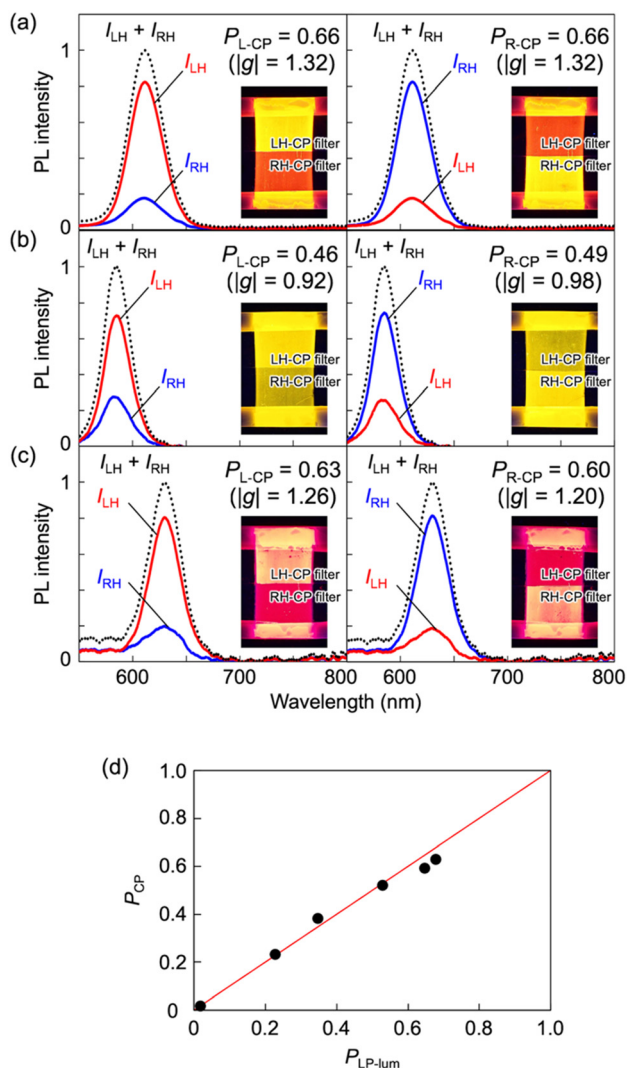 (a)
I_LH + I_RH
P_L-CP = 0.66
(|g| = 1.32)
I_LH
I_RH
LH-CP filter
RH-CP filter
I_LH + I_RH
P_R-CP = 0.66
(|g| = 1.32)
I_RH
I_LH
LH-CP filter
RH-CP filter
PL intensity
1
0
(b)
I_LH + I_RH
P_L-CP = 0.46
(|g| = 0.92)
I_LH
I_RH
LH-CP filter
RH-CP filter
I_LH + I_RH
P_R-CP = 0.49
(|g| = 0.98)
I_RH
I_LH
LH-CP filter
RH-CP filter
PL intensity
1
0
(c)
I_LH + I_RH
P_L-CP = 0.63
(|g| = 1.26)
I_LH
I_RH
LH-CP filter
RH-CP filter
I_LH + I_RH
P_R-CP = 0.60
(|g| = 1.20)
I_RH
I_LH
LH-CP filter
RH-CP filter
PL intensity
1
0
600 700 800 600 700 800
Wavelength (nm)
(d)
P_CP
1.0
0.8
0.6
0.4
0.2
0
0 0.2 0.4 0.6 0.8 1.0
P_LP-lum